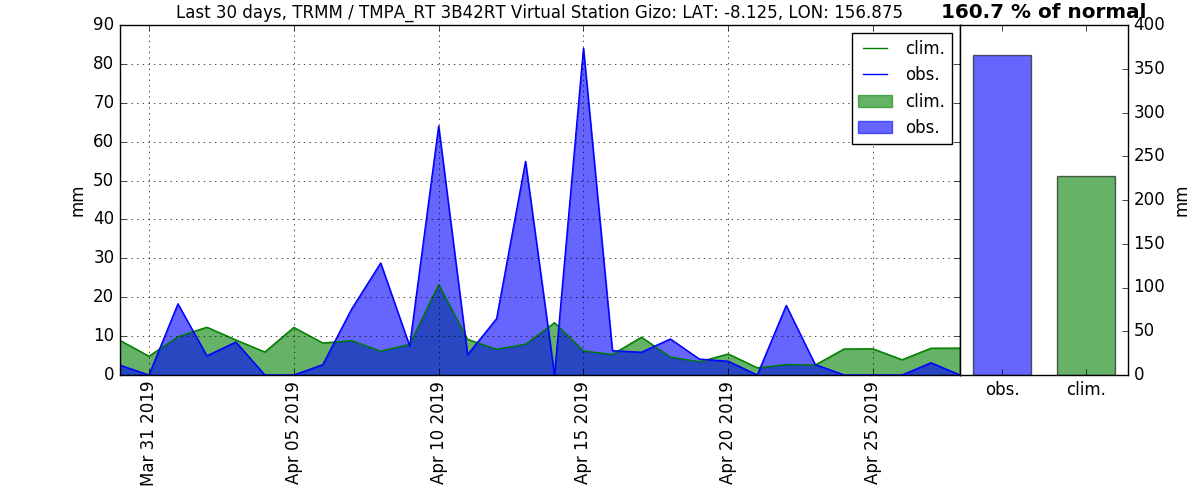 Last 30 days, TRMM / TMPA_RT 3B42RT Virtual Station Gizo: LAT: -8.125, LON: 156.875
160.7 % of normal
90
80
70
60
50
40
30
20
10
0
mm
clim.
obs.
clim.
obs.
Mar 31 2019
Apr 05 2019
Apr 10 2019
Apr 15 2019
Apr 20 2019
Apr 25 2019
400
350
300
250
200
150
100
50
0
mm
obs.
clim.